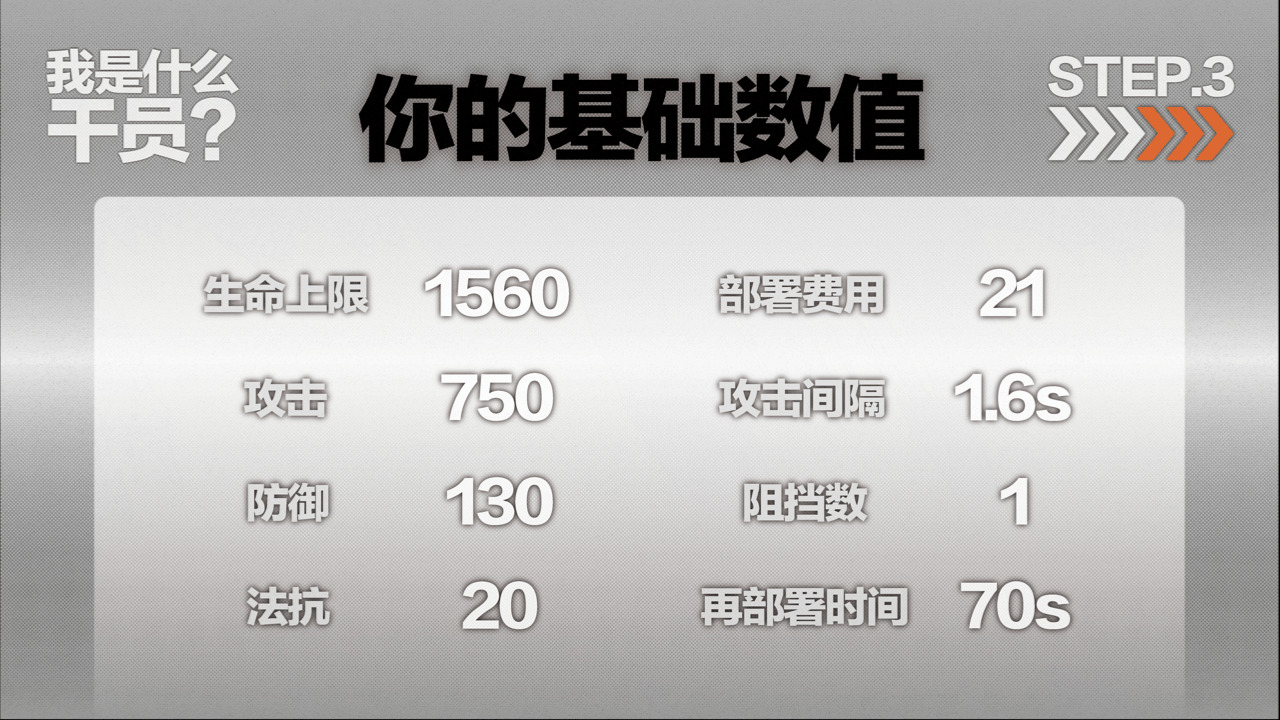 我是什么
干员?
你的基础数值
STEP.3
生命上限 1560 部署费用 21
攻击 750 攻击间隔 1.6s
防御 130 阻挡数 1
法抗 20 再部署时间 70s